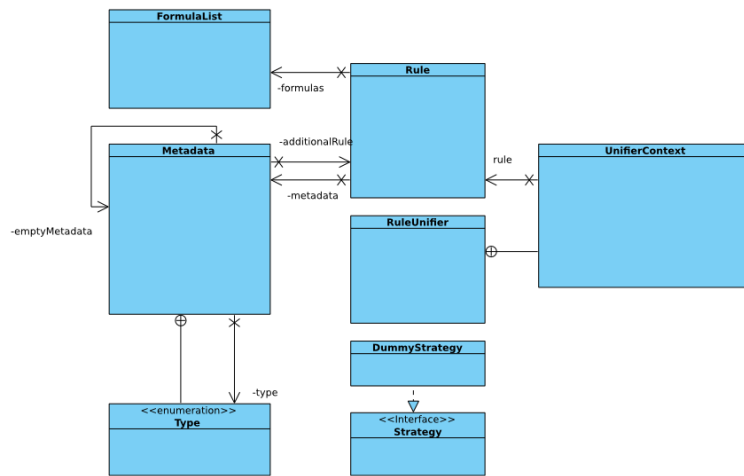 FormulaList
Rule
-formulas
-additionalRule
Metadata
rule
UnifierContext
-metadata
-emptyMetadata
RuleUnifier
DummyStrategy
-type
<<enumeration>>
Type
<<Interface>>
Strategy